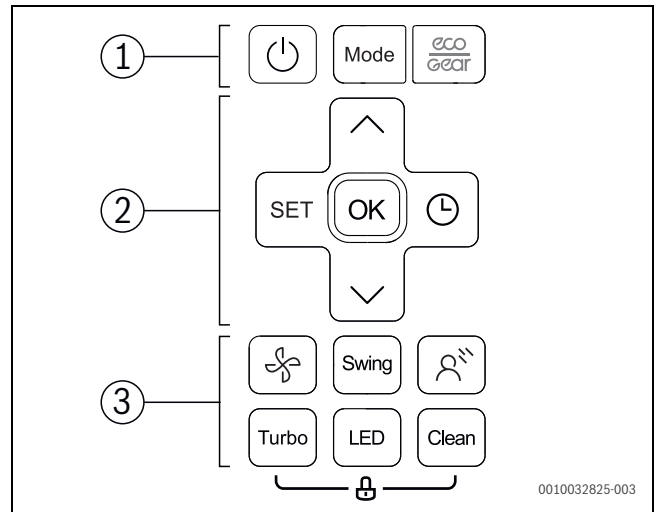 1
Mode
eco
Gear
2
SET
OK
3
Swing
Turbo
LED
Clean
0010032825-003